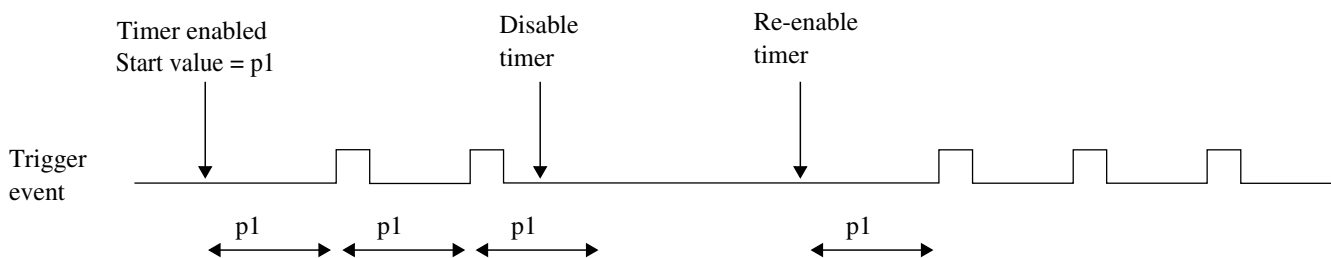 Timer enabled
Start value = p1
Disable
timer
Re-enable
timer
Trigger
event
p1
p1
p1
p1